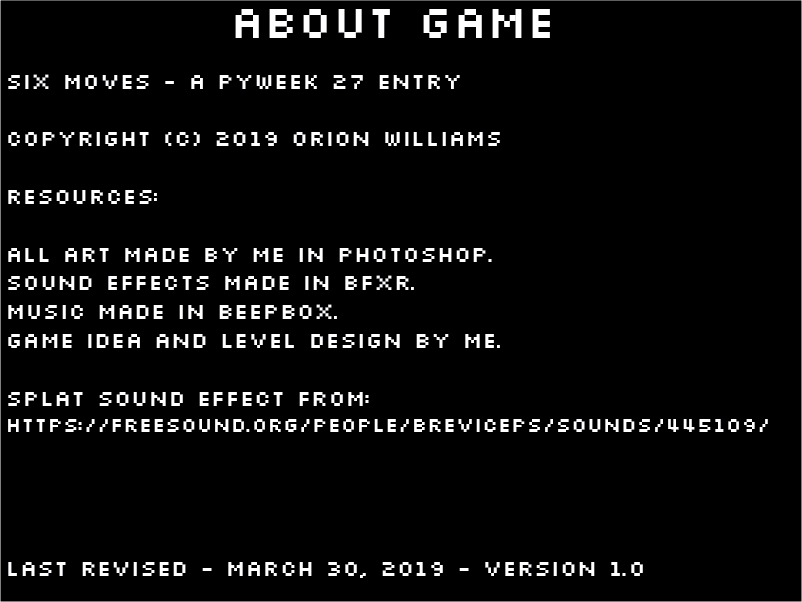 ABOUT GAME
SIX MOVES - A PYWEEK 27 ENTRY
COPYRIGHT (C) 2019 ORION WILLIAMS
RESOURCES:
ALL ART MADE BY ME IN PHOTOSHOP.
SOUND EFFECTS MADE IN BFXR.
MUSIC MADE IN BEEPBOX.
GAME IDEA AND LEVEL DESIGN BY ME.
SPLAT SOUND EFFECT FROM:
HTTPS://FREESOUND.ORG/PEOPLE/BREVICEPS/SOUNDS/445109/
LAST REVISED - MARCH 30, 2019 - VERSION 1.0